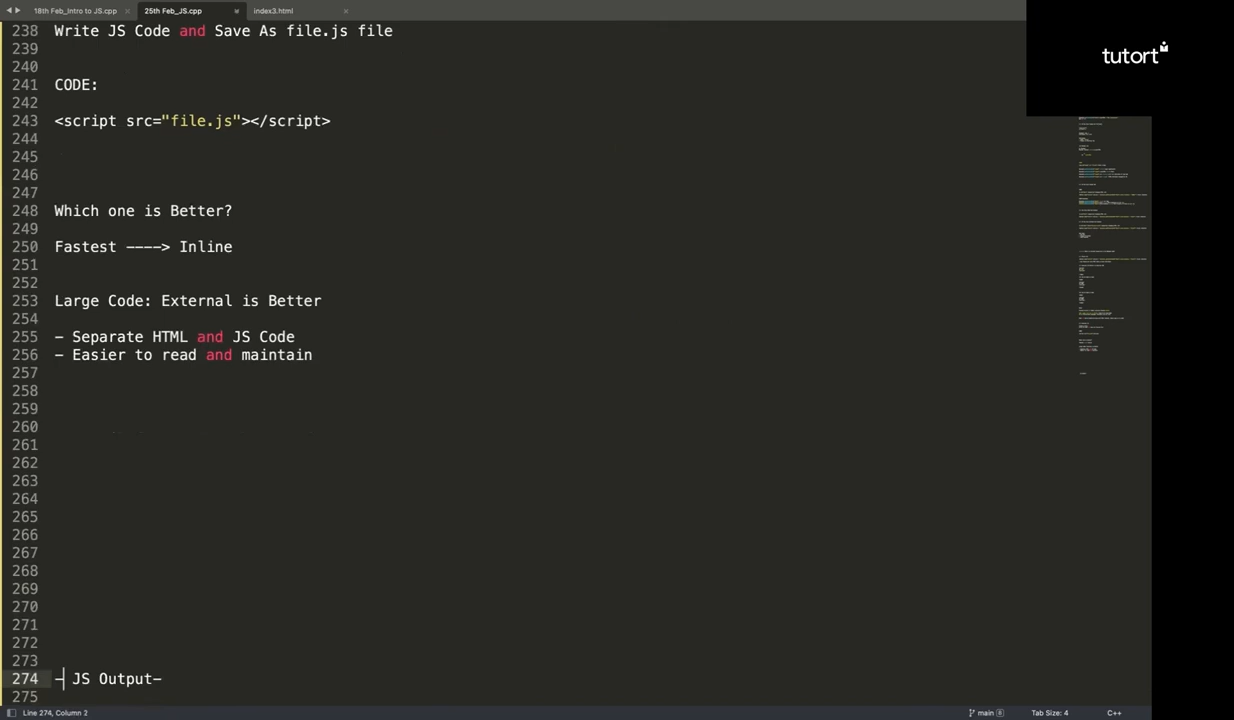 18th Feb_Intro to JS.cpp
25th Feb_JS.cpp
index3.html
tutort
238 Write JS Code and Save As file.js file
239
240
241 CODE:
242
243 <script src="file.js"></script>
244
245
246
247
248 Which one is Better?
249
250 Fastest ----> Inline
251
252
253 Large Code: External is Better
254
255 - Separate HTML and JS Code
256 - Easier to read and maintain
257
258
259
260
261
262
263
264
265
266
267
268
269
270
271
272
273
274 - JS Output-
275
Line 274, Column 2
main
Tab Size: 4
C++